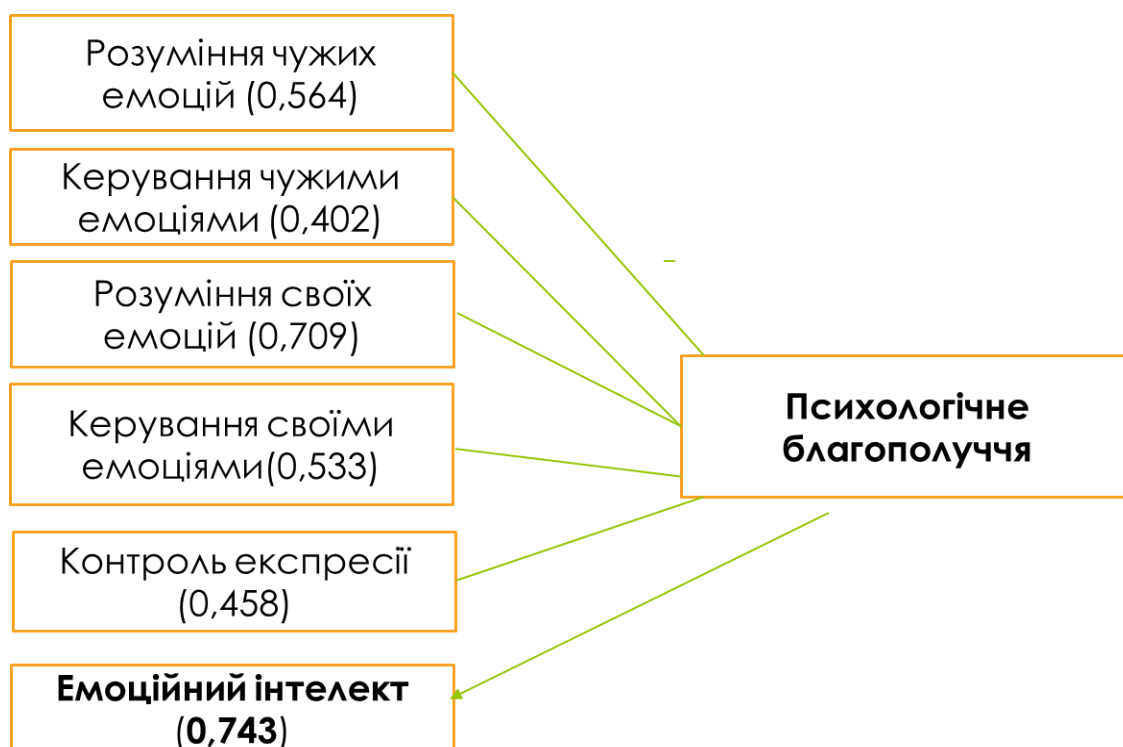 Розуміння чужих
емоцій (0,564)
Керування чужими
емоціями (0,402)
Розуміння своїх
емоцій (0,709)
Керування своїми
емоціями(0,533)
Контроль експресії
(0,458)
Емоційний інтелект
(0,743)
Психологічне
благополуччя